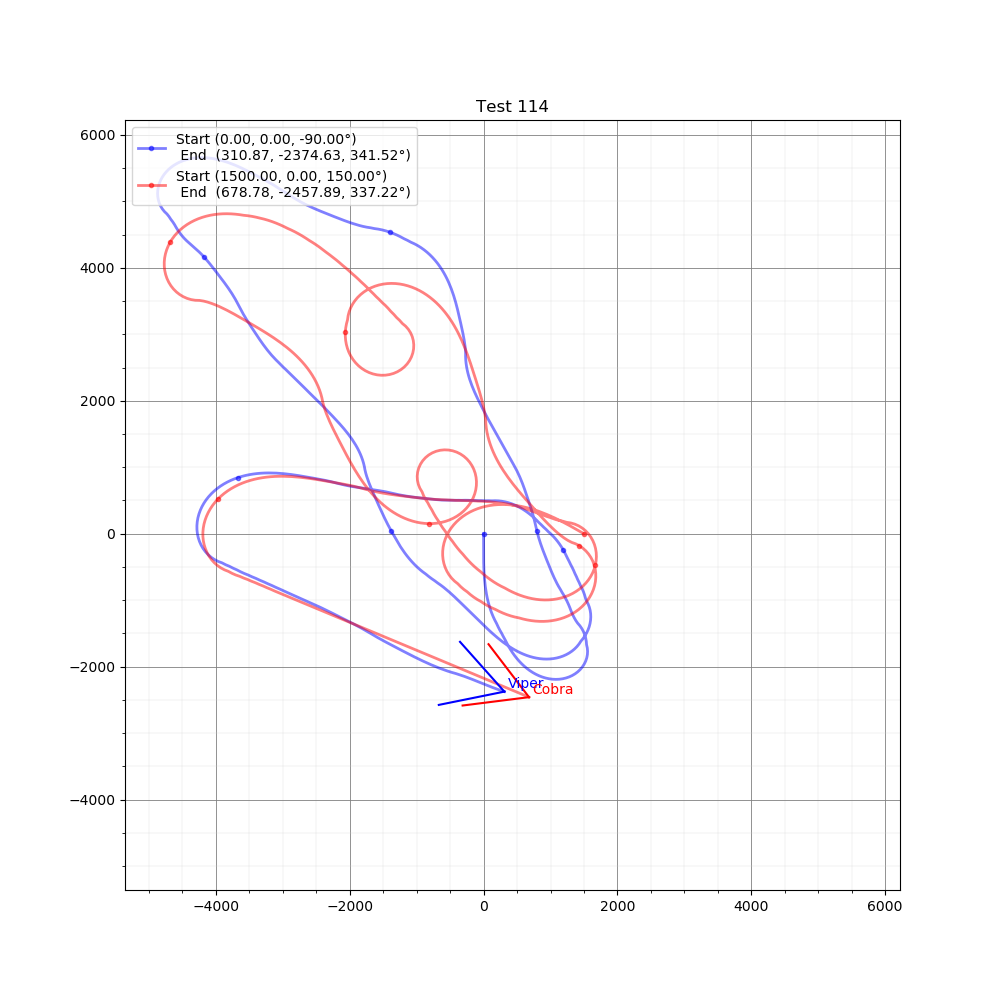 Test 114
Start (0.00, 0.00, -90.00°)
End (310.87, -2374.63, 341.52°)
Start (1500.00, 0.00, 150.00°)
End (678.78, -2457.89, 337.22°)
6000
4000
2000
0
−2000
−4000
Viper
Cobra
−4000
−2000
0
2000
4000
6000